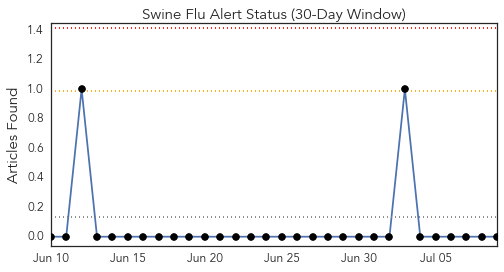 Swine Flu Alert Status (30-Day Window)
Articles Found
1.4
1.2
1.0
0.8
0.6
0.4
0.2
0.0
Jun 10
Jun 15
Jun 20
Jun 25
Jun 30
Jul 05